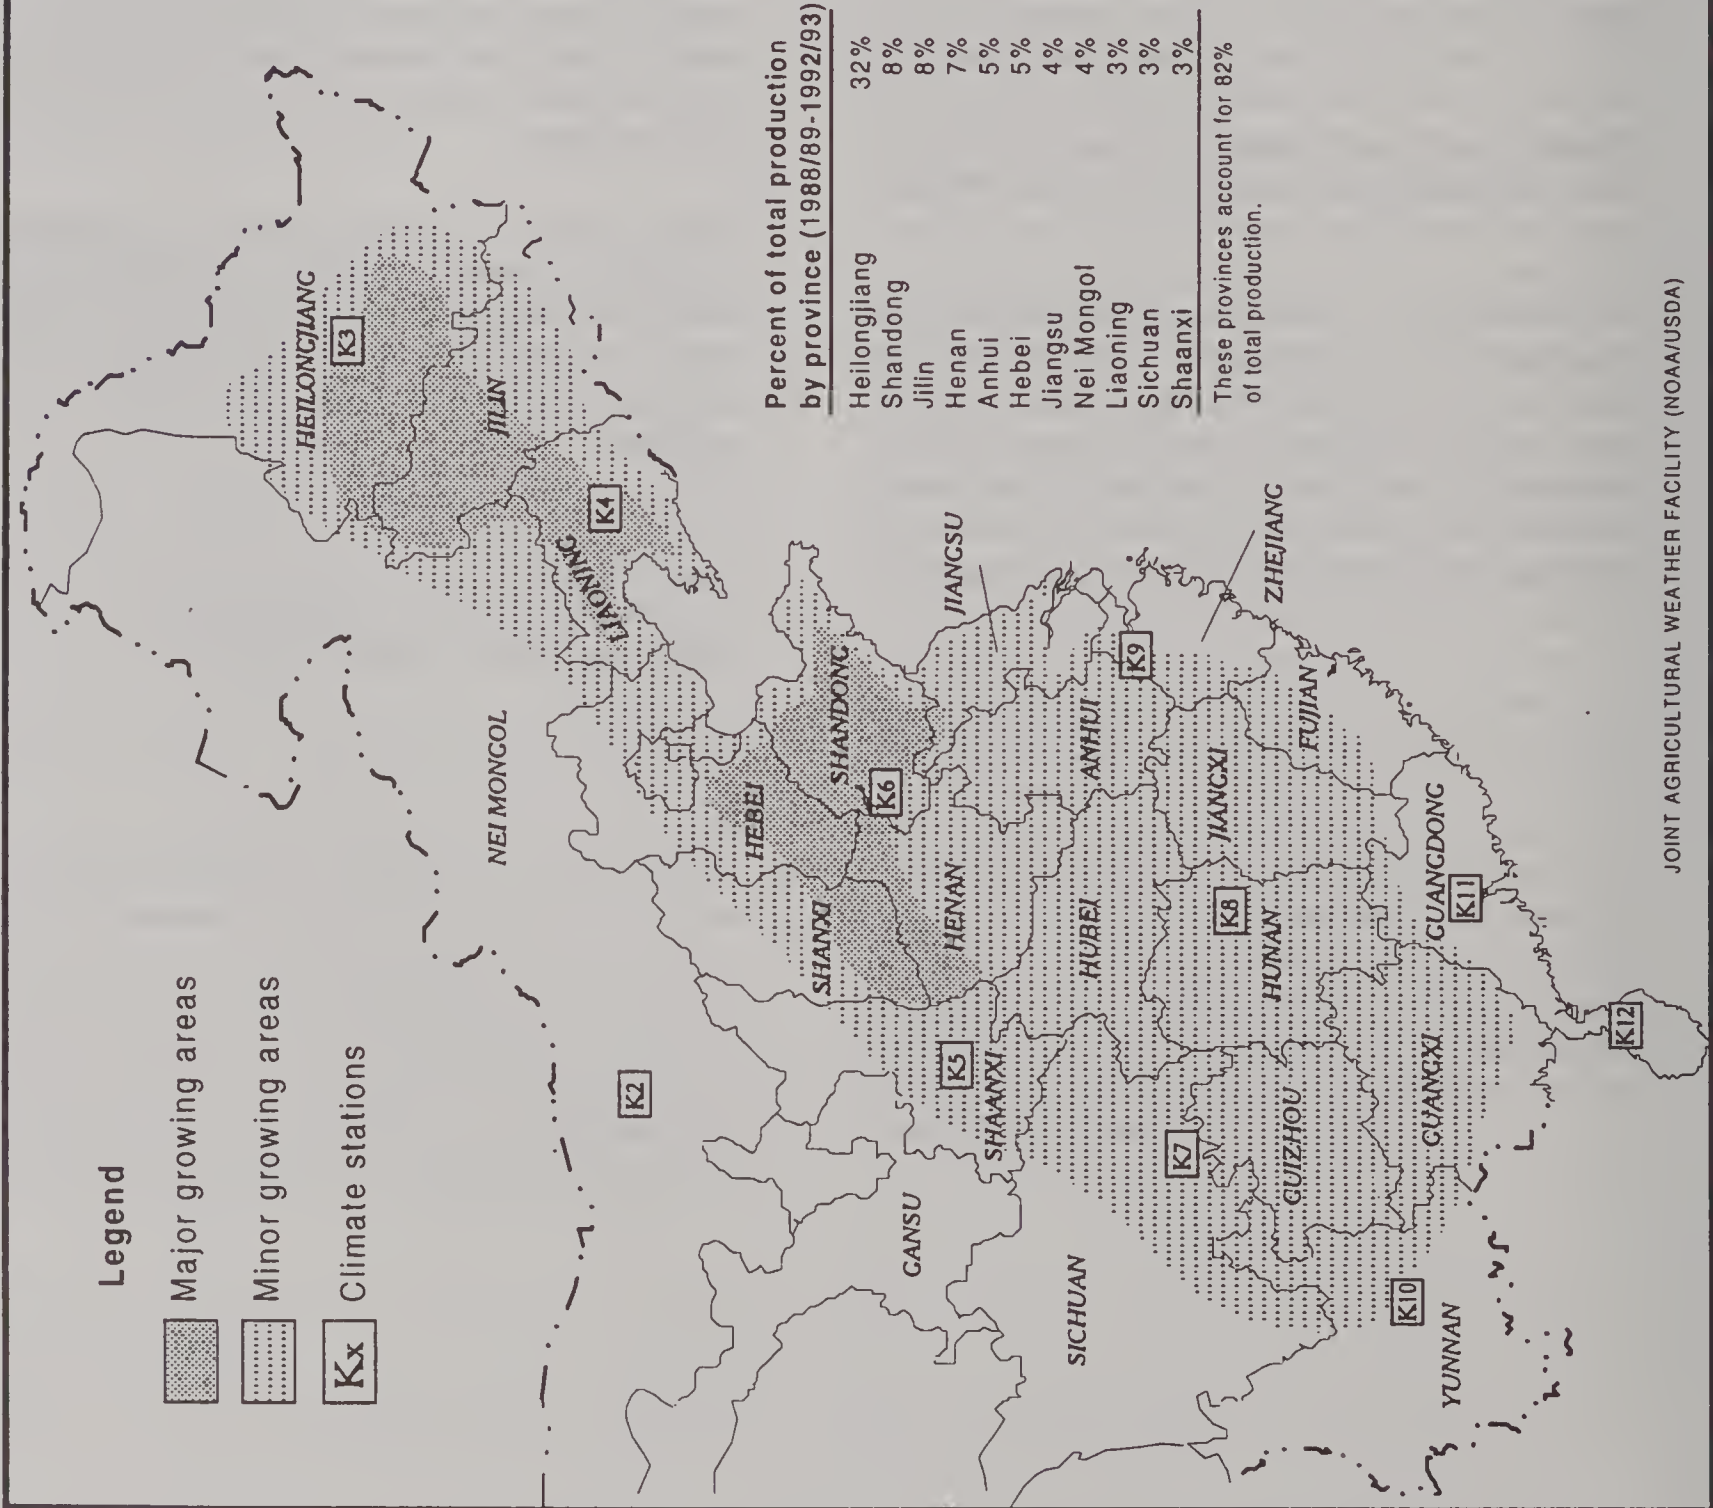 Legend
Major growing areas
Minor growing areas
Kx Climate stations
HEILONGJIANG
K3
JILIN
LIAONING
K4
NEI MONGOL
K2
HEBEI
SHANDONG
K6
SHANXI
HENAN
JIANGSU
K5
SHAANXI
GANSU
ANHUI
K9
ZHEJIANG
HUBEI
SICHUAN
K7
K8
HUNAN
JIANGXI
FUJIAN
GUIZHOU
GUANGXI
GUANGDONG
K11
K10
YUNNAN
K12
Percent of total production
by province (1988/89-1992/93)
Heilongjiang 32%
Shandong 8%
Jilin 8%
Henan 7%
Anhui 5%
Hebei 5%
Jiangsu 4%
Nei Mongol 4%
Liaoning 3%
Sichuan 3%
Shaanxi 3%
These provinces account for 82%
of total production.
JOINT AGRICULTURAL WEATHER FACILITY (NOAA/USDA)